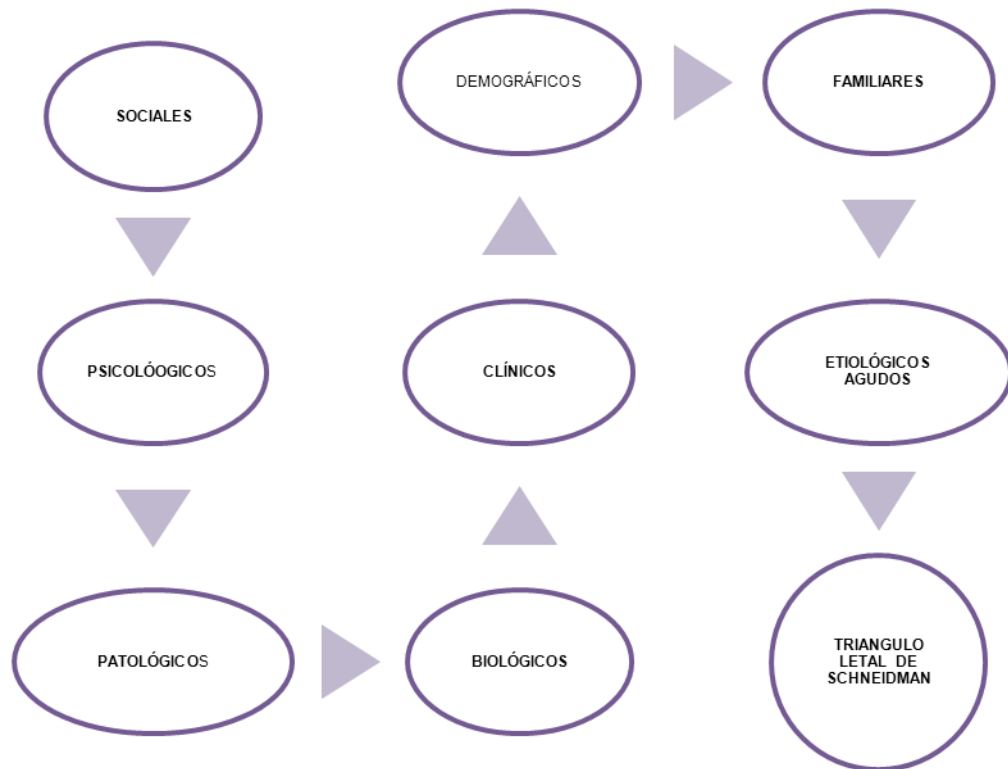 SOCIALES
PSICOLÓOGICOS
PATOLÓGICOS
BIOLÓGICOS
CLÍNICOS
DEMOGRÁFICOS
FAMILIARES
ETIOLÓGICOS
AGUDOS
TRIANGULO
LETAL DE
SCHNEIDMAN